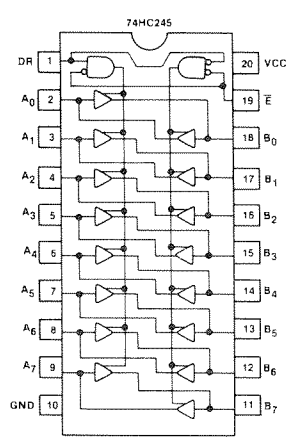 74HC245
DR 1 20 VCC
A0 2 19 E̅
A1 3 18 B0
A2 4 17 B1
A3 5 16 B2
A4 6 15 B3
A5 7 14 B4
A6 8 13 B5
A7 9 12 B6
GND 10 11 B7